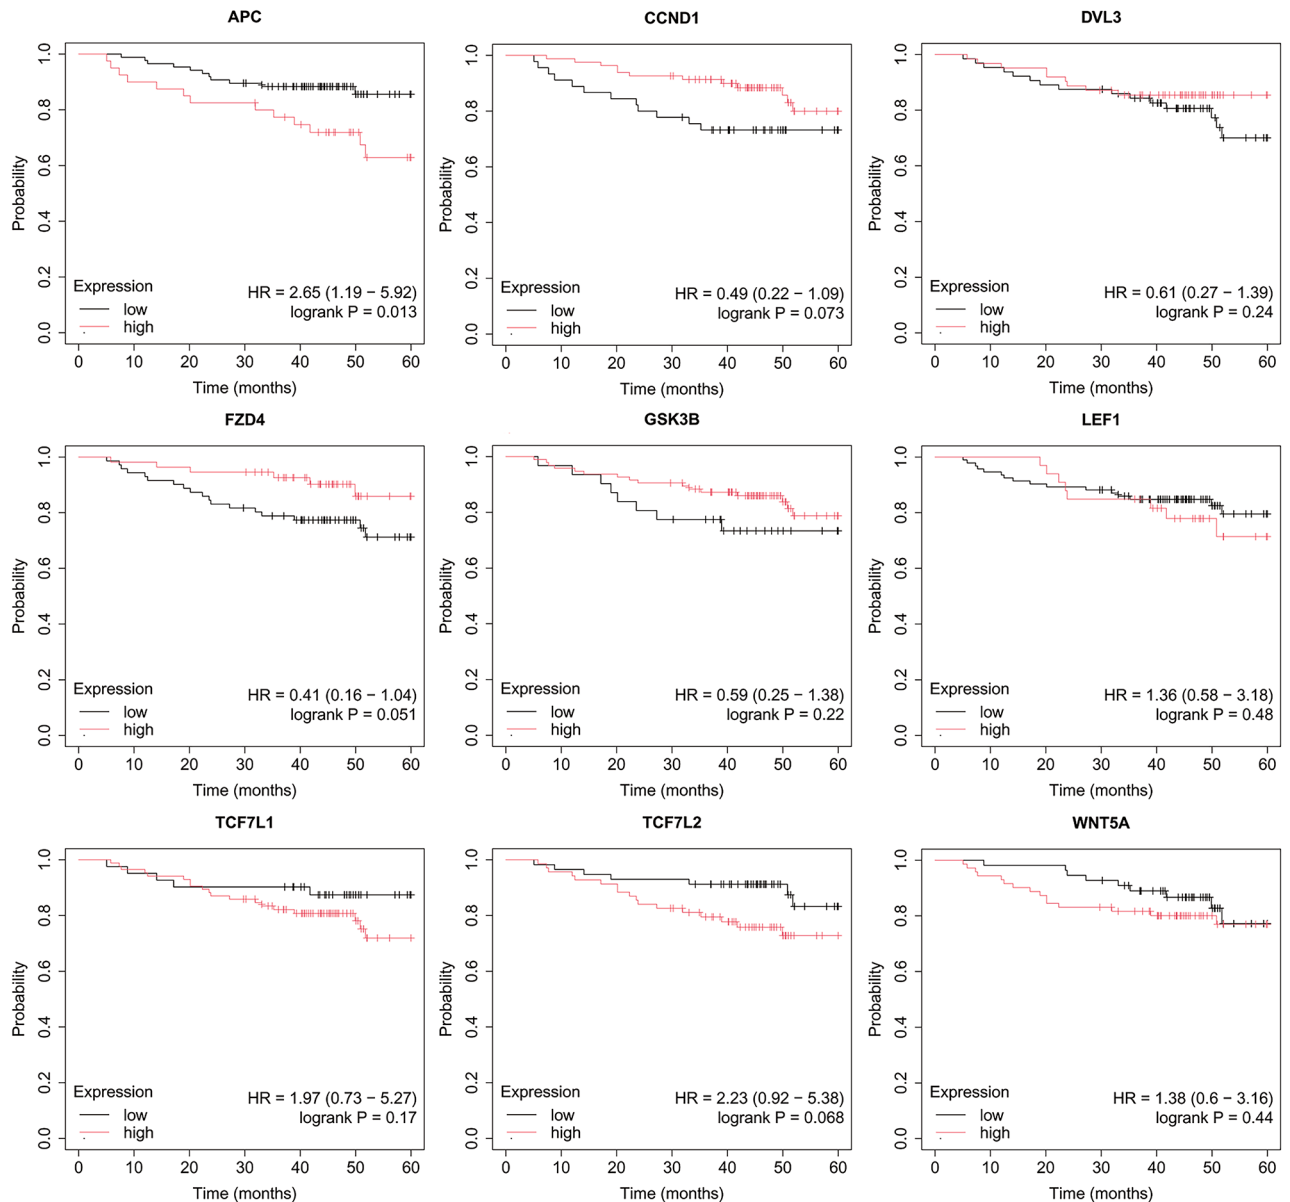 APC
1.0
0.8
0.6
0.4
0.2
0.0
Probability
Expression
low
high
HR = 2.65 (1.19 − 5.92)
logrank P = 0.013
0 10 20 30 40 50 60
Time (months)
CCND1
1.0
0.8
0.6
0.4
0.2
0.0
Probability
Expression
low
high
HR = 0.49 (0.22 − 1.09)
logrank P = 0.073
0 10 20 30 40 50 60
Time (months)
DVL3
1.0
0.8
0.6
0.4
0.2
0.0
Probability
Expression
low
high
HR = 0.61 (0.27 − 1.39)
logrank P = 0.24
0 10 20 30 40 50 60
Time (months)
FZD4
1.0
0.8
0.6
0.4
0.2
0.0
Probability
Expression
low
high
HR = 0.41 (0.16 − 1.04)
logrank P = 0.051
0 10 20 30 40 50 60
Time (months)
GSK3B
1.0
0.8
0.6
0.4
0.2
0.0
Probability
Expression
low
high
HR = 0.59 (0.25 − 1.38)
logrank P = 0.22
0 10 20 30 40 50 60
Time (months)
LEF1
1.0
0.8
0.6
0.4
0.2
0.0
Probability
Expression
low
high
HR = 1.36 (0.58 − 3.18)
logrank P = 0.48
0 10 20 30 40 50 60
Time (months)
TCF7L1
1.0
0.8
0.6
0.4
0.2
0.0
Probability
Expression
low
high
HR = 1.97 (0.73 − 5.27)
logrank P = 0.17
0 10 20 30 40 50 60
Time (months)
TCF7L2
1.0
0.8
0.6
0.4
0.2
0.0
Probability
Expression
low
high
HR = 2.23 (0.92 − 5.38)
logrank P = 0.068
0 10 20 30 40 50 60
Time (months)
WNT5A
1.0
0.8
0.6
0.4
0.2
0.0
Probability
Expression
low
high
HR = 1.38 (0.6 − 3.16)
logrank P = 0.44
0 10 20 30 40 50 60
Time (months)